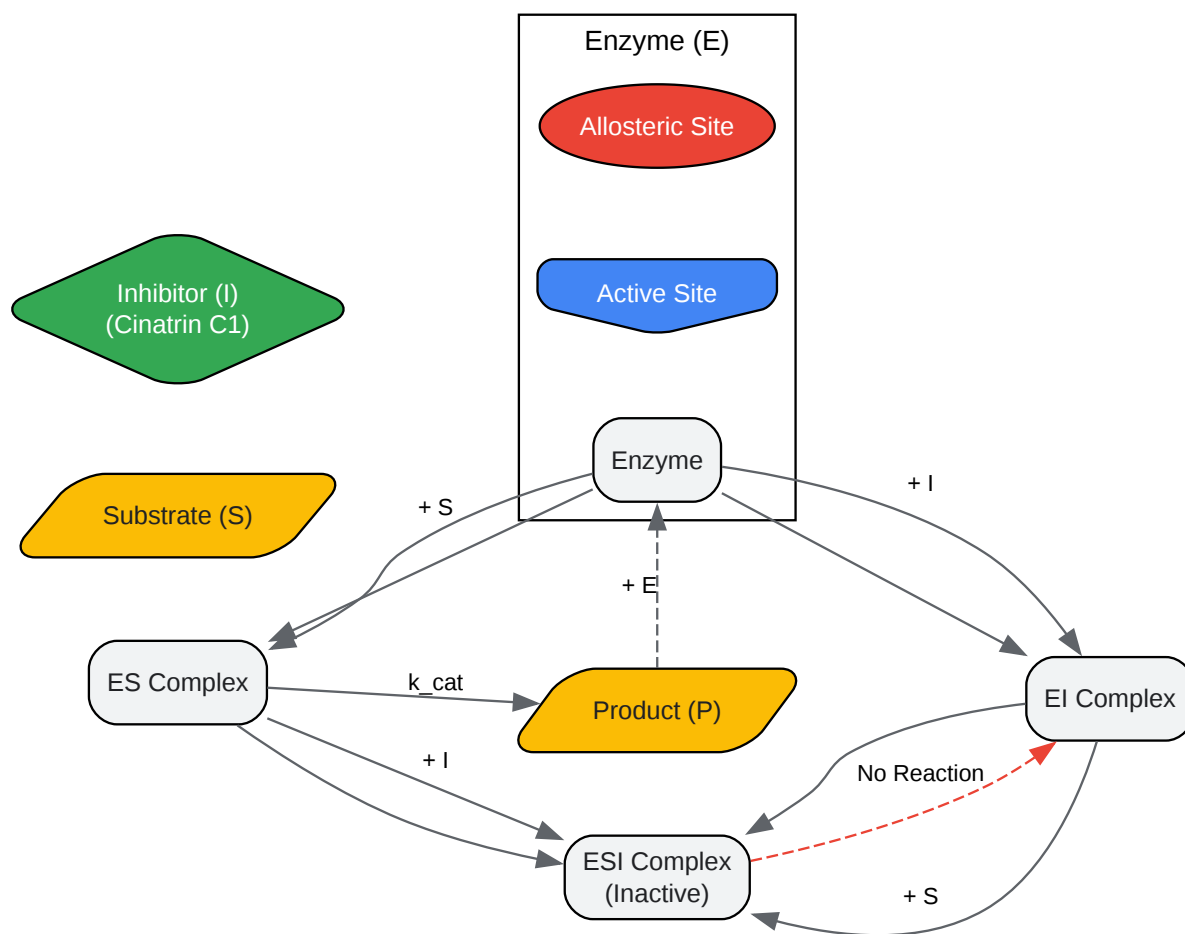 Enzyme (E)
Allosteric Site
Inhibitor (I)
(Cinatrin C1)
Active Site
Enzyme
+ I
+ S
Substrate (S)
+ E
ES Complex
k_cat
Product (P)
EI Complex
+ I
No Reaction
ESI Complex
(Inactive)
+ S